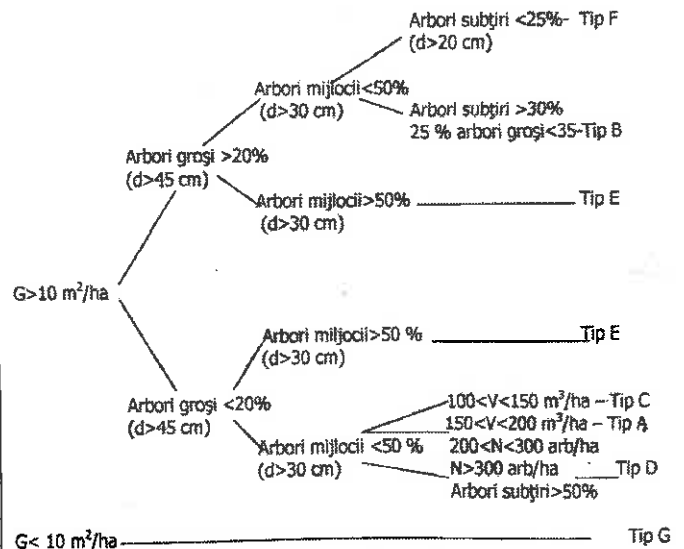 Arbori subțiri <25%- Tip F
(d>20 cm)
Arbori mijlocii<50%
(d>30 cm)
Arbori subțiri >30%
25 % arbori groși<35-Tip B
Arbori groși >20%
(d>45 cm)
Arbori mijlocii>50% Tip E
(d>30 cm)
G>10 m²/ha
Arbori miljocii>50 % Tip E
(d>30 cm)
Arbori groși <20%
(d>45 cm)
100<V<150 m³/ha – Tip C
150<V<200 m³/ha – Tip A
Arbori mijlocii <50 % 200<N<300 arb/ha
(d>30 cm)
N>300 arb/ha Tip D
Arbori subțiri>50%
G< 10 m²/ha Tip G